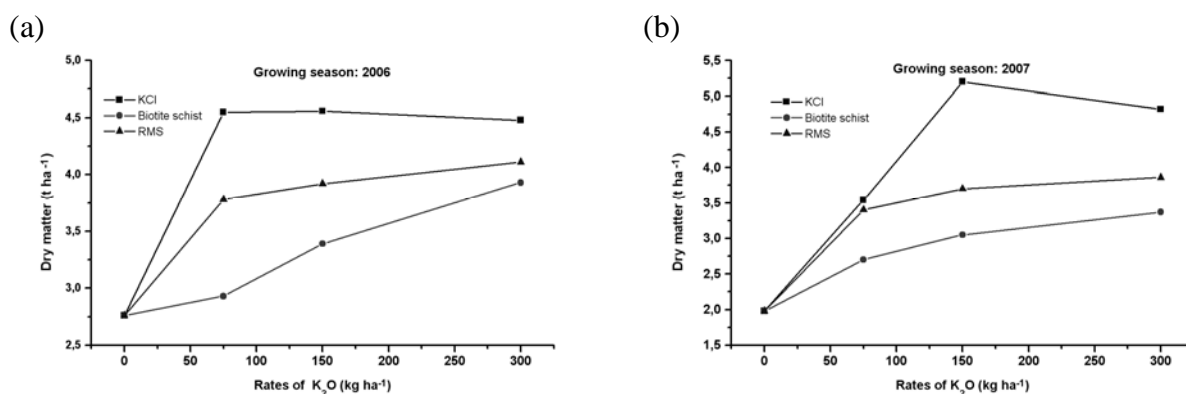 (a)
Growing season: 2006
KCl
Biotite schist
RMS
Dry matter (t ha⁻¹)
5,0
4,5
4,0
3,5
3,0
2,5
0 50 100 150 200 250 300
Rates of K₂O (kg ha⁻¹)
(b)
Growing season: 2007
KCl
Biotite schist
RMS
Dry matter (t ha⁻¹)
5,5
5,0
4,5
4,0
3,5
3,0
2,5
2,0
1,5
0 50 100 150 200 250 300
Rates of K₂O (kg ha⁻¹)